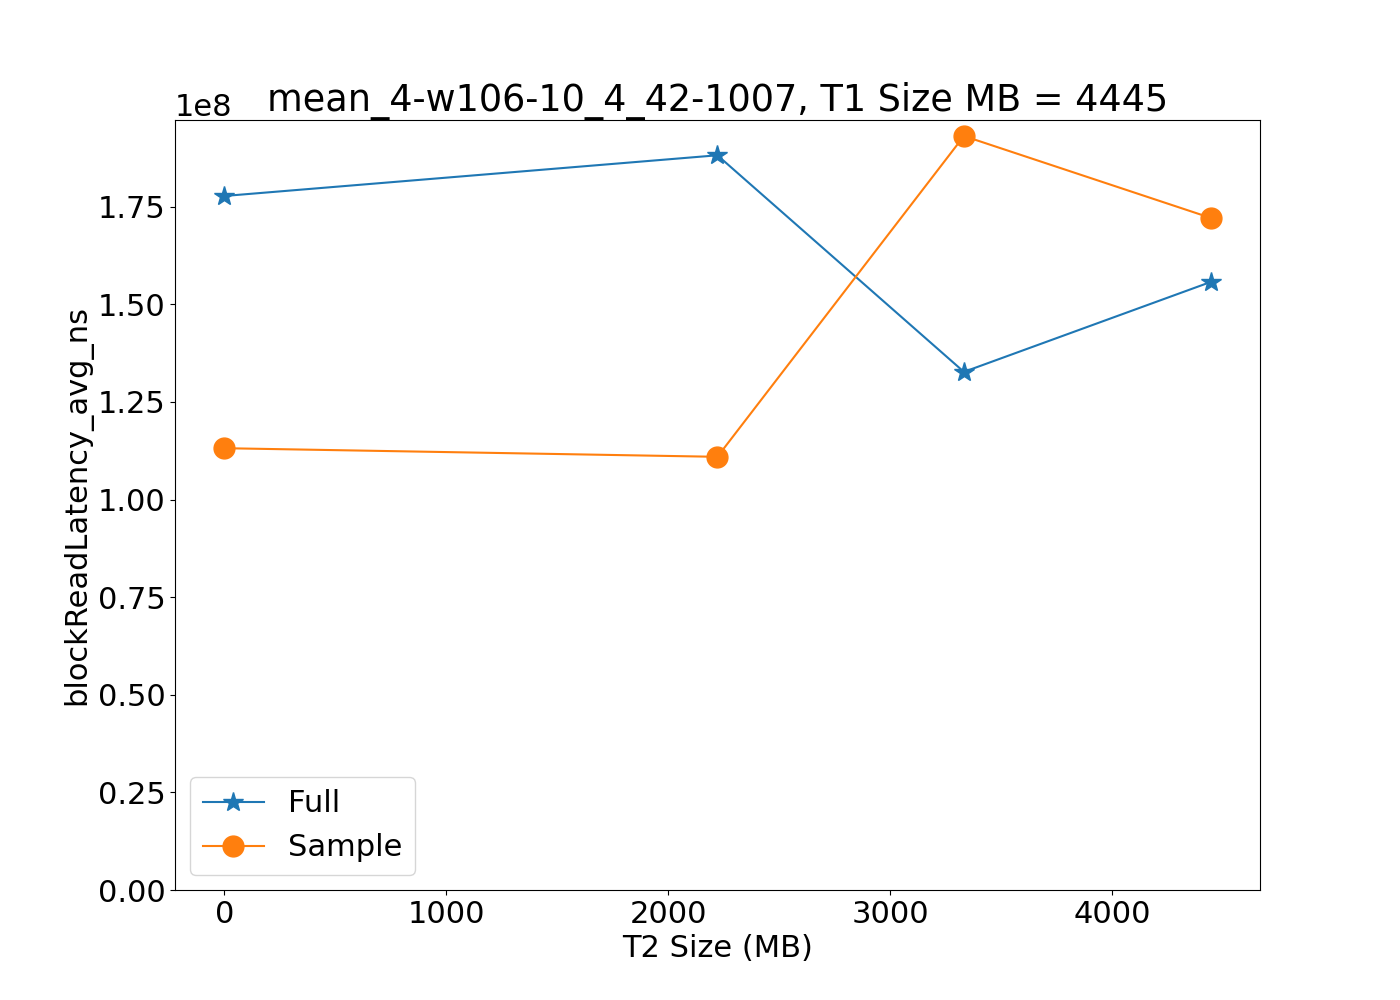 1e8
mean_4-w106-10_4_42-1007, T1 Size MB = 4445
blockReadLatency_avg_ns
1.75
1.50
1.25
1.00
0.75
0.50
0.25
0.00
Full
Sample
0 1000 2000 3000 4000
T2 Size (MB)